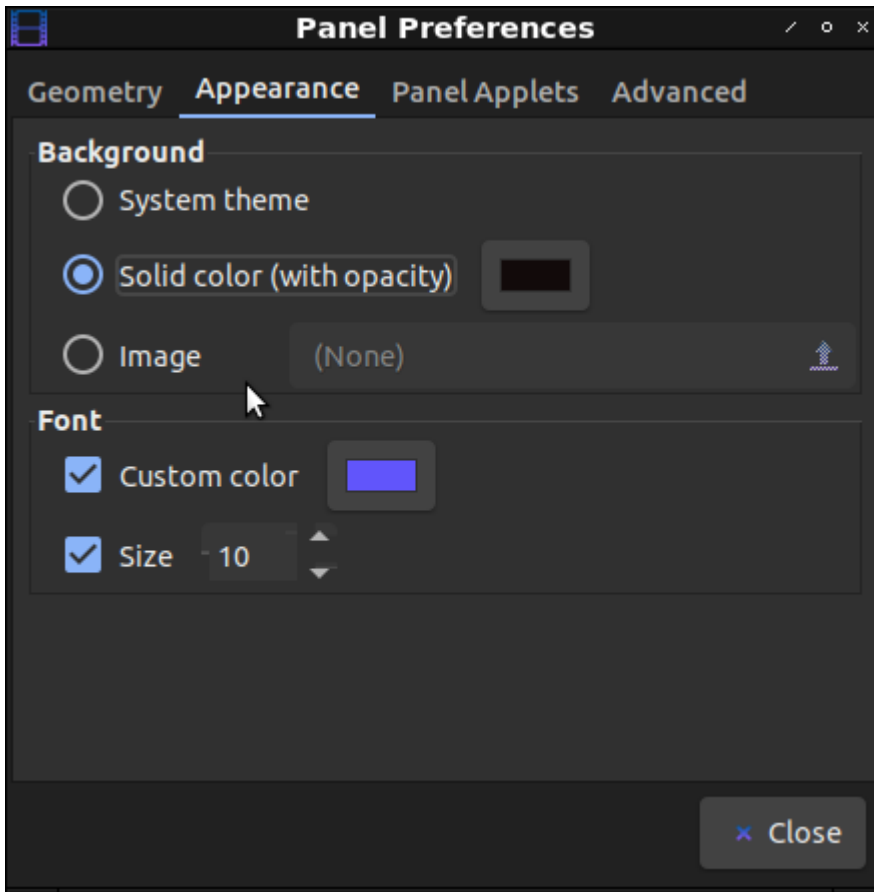 Panel Preferences
Geometry Appearance Panel Applets Advanced
Background
System theme
Solid color (with opacity)
Image (None)
Font
Custom color
Size 10
Close